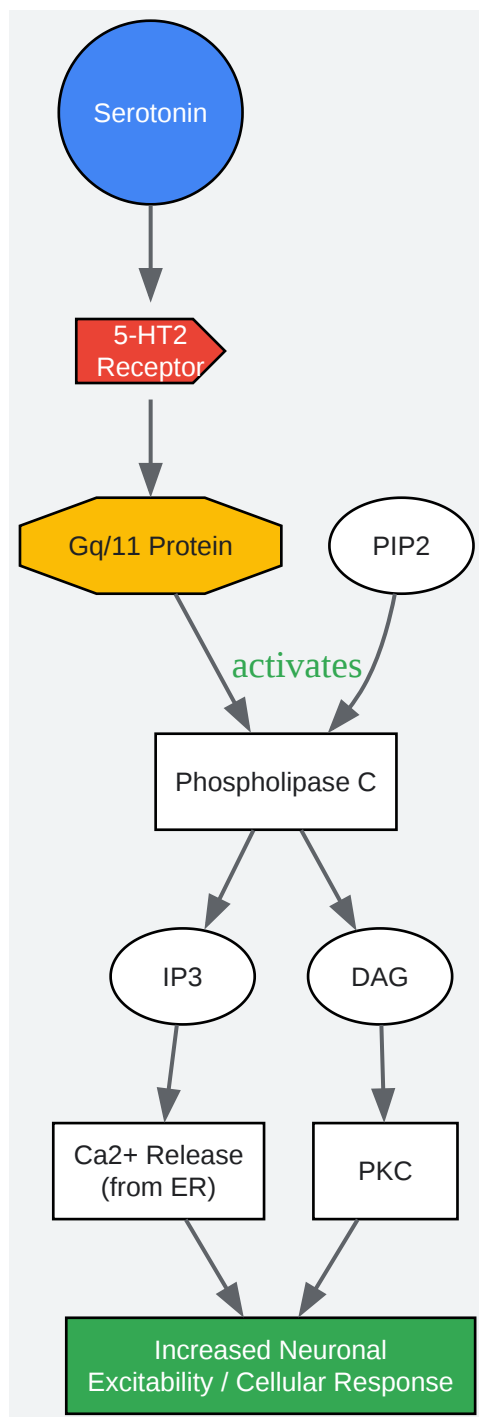 Serotonin
5-HT2
Receptor
Gq/11 Protein
PIP2
activates
Phospholipase C
IP3
DAG
Ca2+ Release
(from ER)
PKC
Increased Neuronal
Excitability / Cellular Response